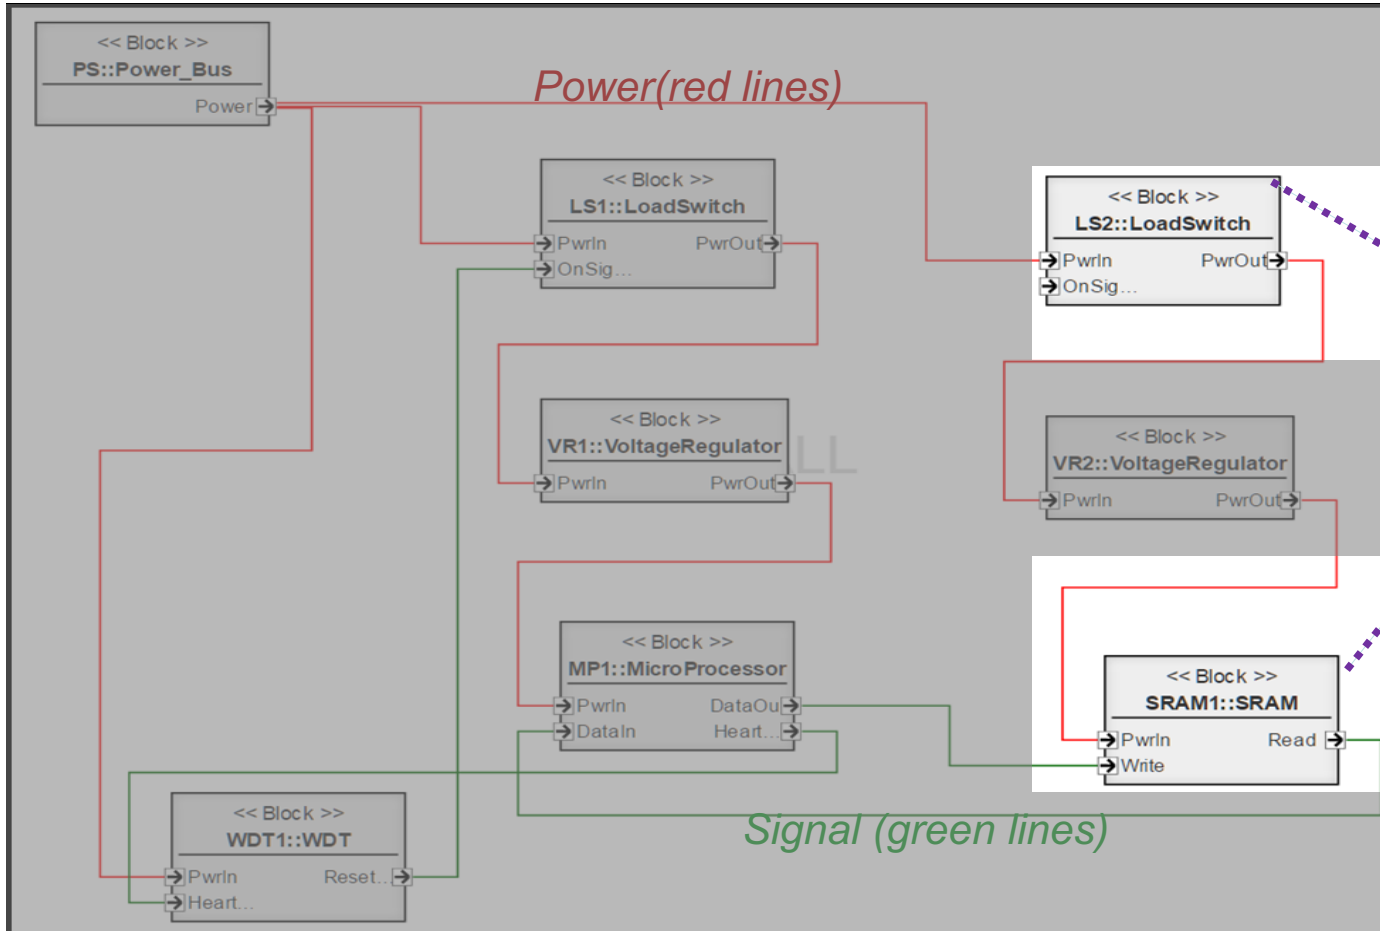 << Block >>
PS::Power_Bus
Power
Power(red lines)
<< Block >>
LS1::LoadSwitch
PwrIn PwrOut
OnSig...
<< Block >>
LS2::LoadSwitch
PwrIn PwrOut
OnSig...
<< Block >>
VR1::VoltageRegulator
PwrIn PwrOut
LL
<< Block >>
VR2::VoltageRegulator
PwrIn PwrOut
<< Block >>
MP1::MicroProcessor
PwrIn DataOu
DataIn Heart...
<< Block >>
SRAM1::SRAM
PwrIn Read
Write
Signal (green lines)
<< Block >>
WDT1::WDT
PwrIn Reset...
Heart...